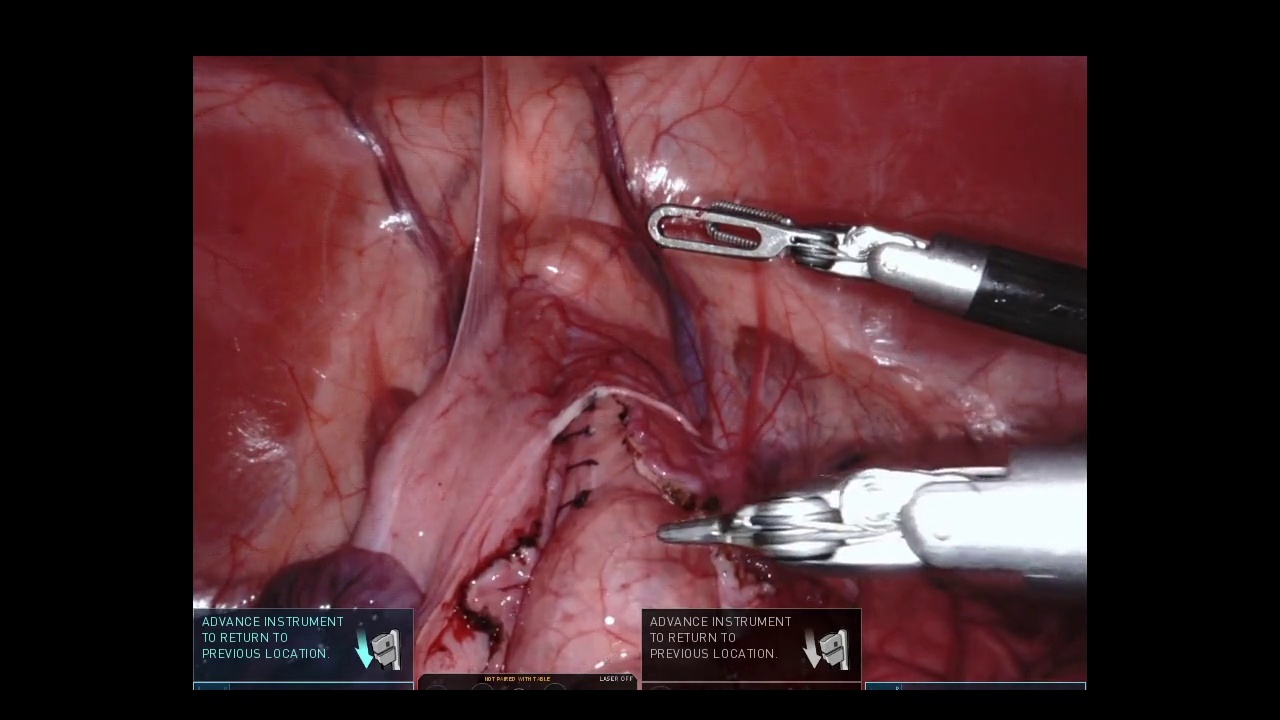 ADVANCE INSTRUMENT
TO RETURN TO
PREVIOUS LOCATION.
NOT PAIRED WITH TABLE
LASER OFF
ADVANCE INSTRUMENT
TO RETURN TO
PREVIOUS LOCATION.